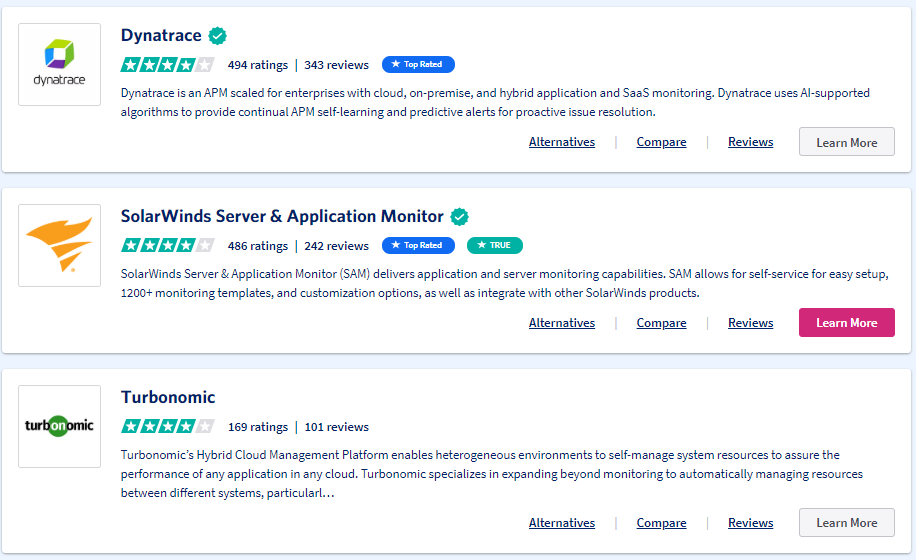 dynatrace
Dynatrace
494 ratings | 343 reviews
★ Top Rated
Dynatrace is an APM scaled for enterprises with cloud, on-premise, and hybrid application and SaaS monitoring. Dynatrace uses AI-supported
algorithms to provide continual APM self-learning and predictive alerts for proactive issue resolution.
Alternatives | Compare | Reviews
Learn More
SolarWinds Server & Application Monitor
486 ratings | 242 reviews
★ Top Rated
★ TRUE
SolarWinds Server & Application Monitor (SAM) delivers application and server monitoring capabilities. SAM allows for self-service for easy setup,
1200+ monitoring templates, and customization options, as well as integrate with other SolarWinds products.
Alternatives | Compare | Reviews
Learn More
turbonomic
Turbonomic
169 ratings | 101 reviews
Turbonomic’s Hybrid Cloud Management Platform enables heterogeneous environments to self-manage system resources to assure the
performance of any application in any cloud. Turbonomic specializes in expanding beyond monitoring to automatically managing resources
between different systems, particularl…
Alternatives | Compare | Reviews
Learn More